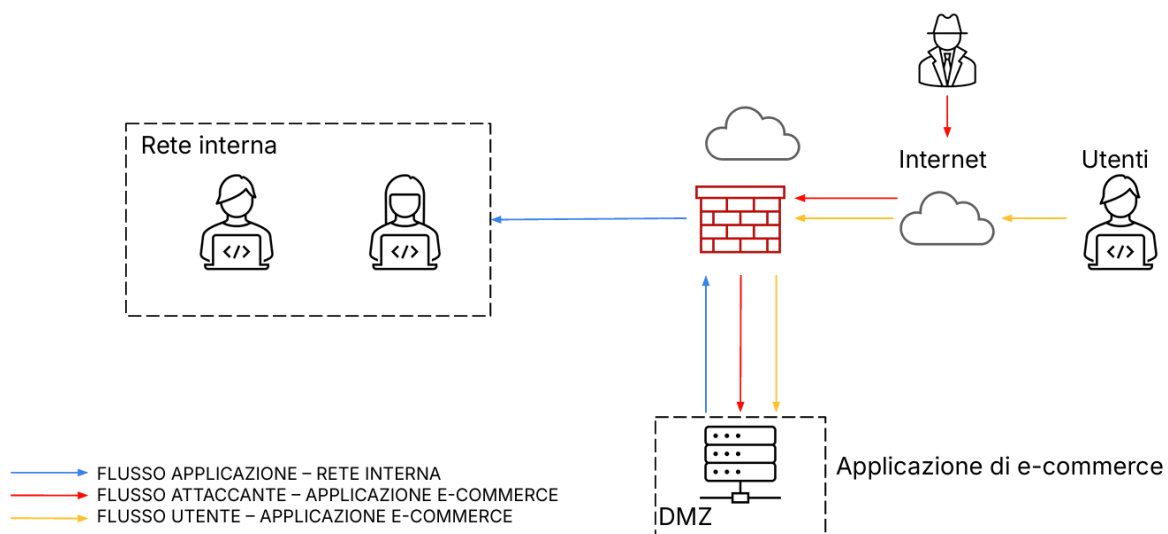 Rete interna
Internet
Utenti
</>
</>
</>
Applicazione di e-commerce
DMZ
FLUSSO APPLICAZIONE – RETE INTERNA
FLUSSO ATTACCANTE – APPLICAZIONE E-COMMERCE
FLUSSO UTENTE – APPLICAZIONE E-COMMERCE